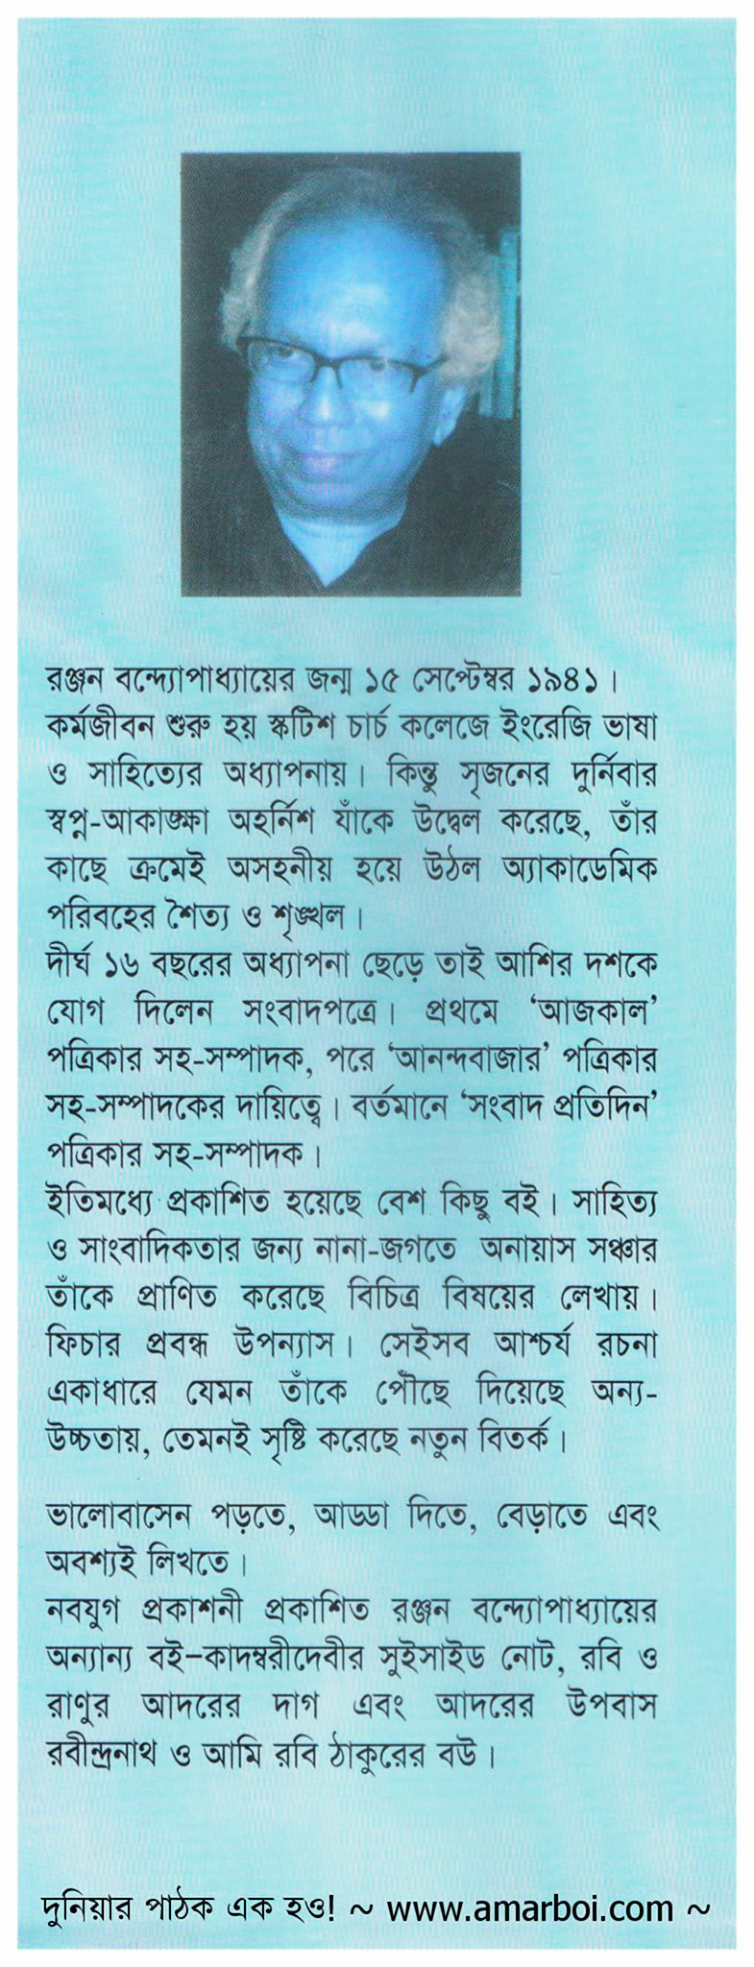 রঞ্জন বন্দ্যোপাধ্যায়ের জন্ম ১৫ সেপ্টেম্বর ১৯৪১।
কর্মজীবন শুরু হয় স্কটিশ চার্চ কলেজে ইংরেজি ভাষা
ও সাহিত্যের অধ্যাপনায়। কিন্তু সৃজনের দুর্নিবার
স্বপ্ন-আকাঙ্ক্ষা অহর্নিশ যাঁকে উদ্বেল করেছে, তাঁর
কাছে ক্রমেই অসহনীয় হয়ে উঠল অ্যাকাডেমিক
পরিবহের শৈত্য ও শৃঙ্খল।
দীর্ঘ ১৬ বছরের অধ্যাপনা ছেড়ে তাই আশির দশকে
যোগ দিলেন সংবাদপত্রে। প্রথমে ‘আজকাল’
পত্রিকার সহ-সম্পাদক, পরে ‘আনন্দবাজার’ পত্রিকার
সহ-সম্পাদকের দায়িত্বে। বর্তমানে ‘সংবাদ প্রতিদিন’
পত্রিকার সহ-সম্পাদক।
ইতিমধ্যে প্রকাশিত হয়েছে বেশ কিছু বই। সাহিত্য
ও সাংবাদিকতার জন্য নানা-জগতে অনায়াস সঞ্চার
তাঁকে প্রাণিত করেছে বিচিত্র বিষয়ের লেখায়।
ফিচার প্রবন্ধ উপন্যাস। সেইসব আশ্চর্য রচনা
একাধারে যেমন তাঁকে পৌঁছে দিয়েছে অন্য-
উচ্চতায়, তেমনই সৃষ্টি করেছে নতুন বিতর্ক।
ভালোবাসেন পড়তে, আড্ডা দিতে, বেড়াতে এবং
অবশ্যই লিখতে।
নবযুগ প্রকাশনী প্রকাশিত রঞ্জন বন্দ্যোপাধ্যায়ের
অন্যান্য বই–কাদম্বরীদেবীর সুইসাইড নোট, রবি ও
রাণুর আদরের দাগ এবং আদরের উপবাস
রবীন্দ্রনাথ ও আমি রবি ঠাকুরের বউ।
দুনিয়ার পাঠক এক হও! ~ www.amarboi.com ~